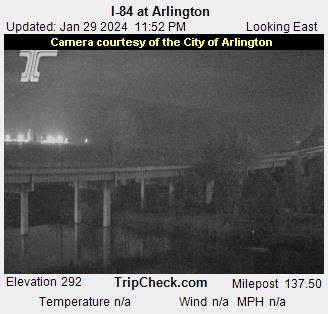 I-84 at Arlington
Updated: Jan 29 2024 11:52 PM Looking East
Camera courtesy of the City of Arlington
Elevation 292 TripCheck.com Milepost 137.50
Temperature n/a Wind n/a MPH n/a